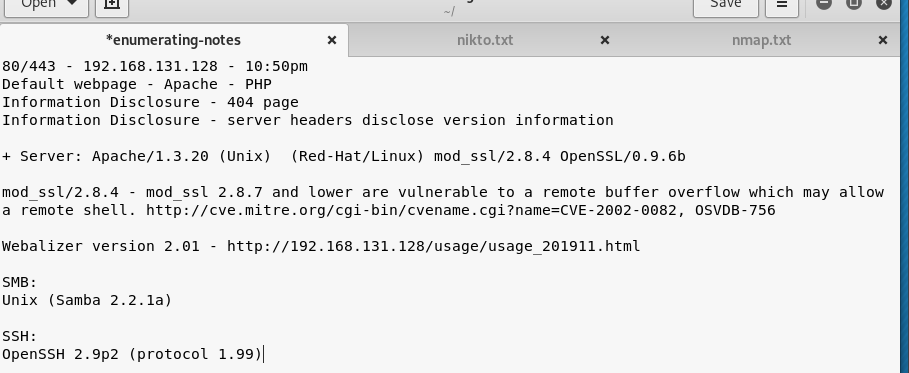 Open
~/
Save
*enumerating-notes
nikto.txt
nmap.txt
80/443 - 192.168.131.128 - 10:50pm
Default webpage - Apache - PHP
Information Disclosure - 404 page
Information Disclosure - server headers disclose version information
+ Server: Apache/1.3.20 (Unix)  (Red-Hat/Linux) mod_ssl/2.8.4 OpenSSL/0.9.6b
mod_ssl/2.8.4 - mod_ssl 2.8.7 and lower are vulnerable to a remote buffer overflow which may allow
a remote shell. http://cve.mitre.org/cgi-bin/cvename.cgi?name=CVE-2002-0082, OSVDB-756
Webalizer version 2.01 - http://192.168.131.128/usage/usage_201911.html
SMB:
Unix (Samba 2.2.1a)
SSH:
OpenSSH 2.9p2 (protocol 1.99)